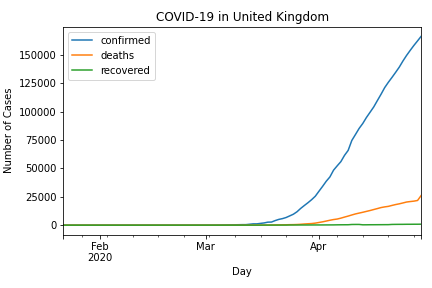 COVID-19 in United Kingdom
confirmed
deaths
recovered
150000
125000
100000
75000
50000
25000
0
Number of Cases
Feb
2020
Mar
Apr
Day